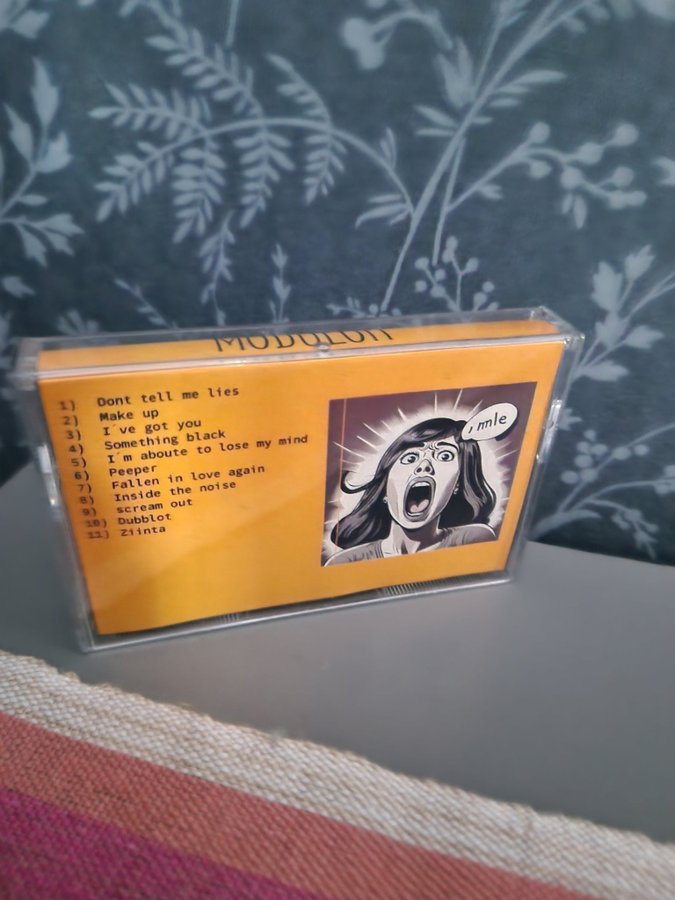 MODULON
1) Dont tell me lies
2) Make up
3) I´ve got you
4) Something black
5) I´m aboute to lose my mind
6) Peeper
7) Fallen in love again
8) Inside the noise
9) scream out
10) Dubblot
11) Ziinta